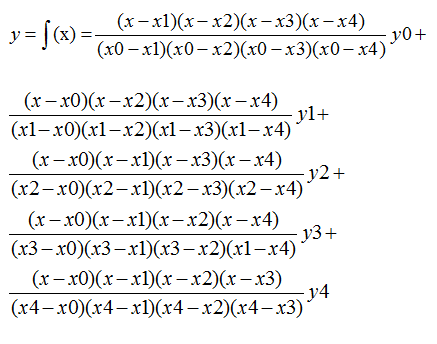 y = ∫(x) = (x−x1)(x−x2)(x−x3)(x−x4) / (x0−x1)(x0−x2)(x0−x3)(x0−x4) y0+
(x−x0)(x−x2)(x−x3)(x−x4) / (x1−x0)(x1−x2)(x1−x3)(x1−x4) y1+
(x−x0)(x−x1)(x−x3)(x−x4) / (x2−x0)(x2−x1)(x2−x3)(x2−x4) y2+
(x−x0)(x−x1)(x−x2)(x−x4) / (x3−x0)(x3−x1)(x3−x2)(x1−x4) y3+
(x−x0)(x−x1)(x−x2)(x−x3) / (x4−x0)(x4−x1)(x4−x2)(x4−x3) y4